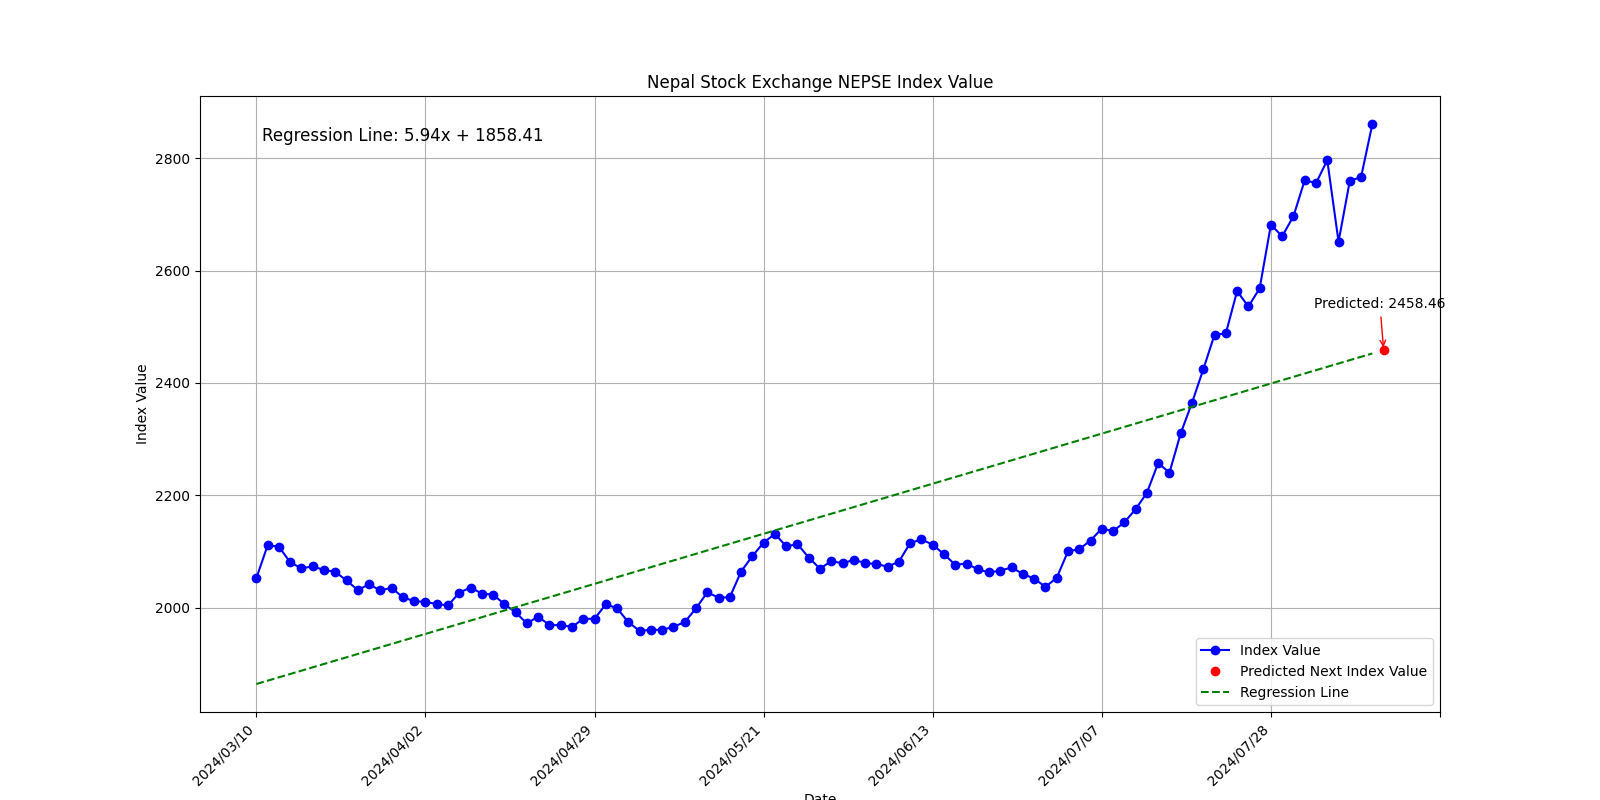 Nepal Stock Exchange NEPSE Index Value
Regression Line: 5.94x + 1858.41
2800
2600
2400
2200
2000
Index Value
Predicted: 2458.46
Index Value
Predicted Next Index Value
Regression Line
2024/03/10
2024/04/02
2024/04/29
2024/05/21
2024/06/13
2024/07/07
2024/07/28
Date